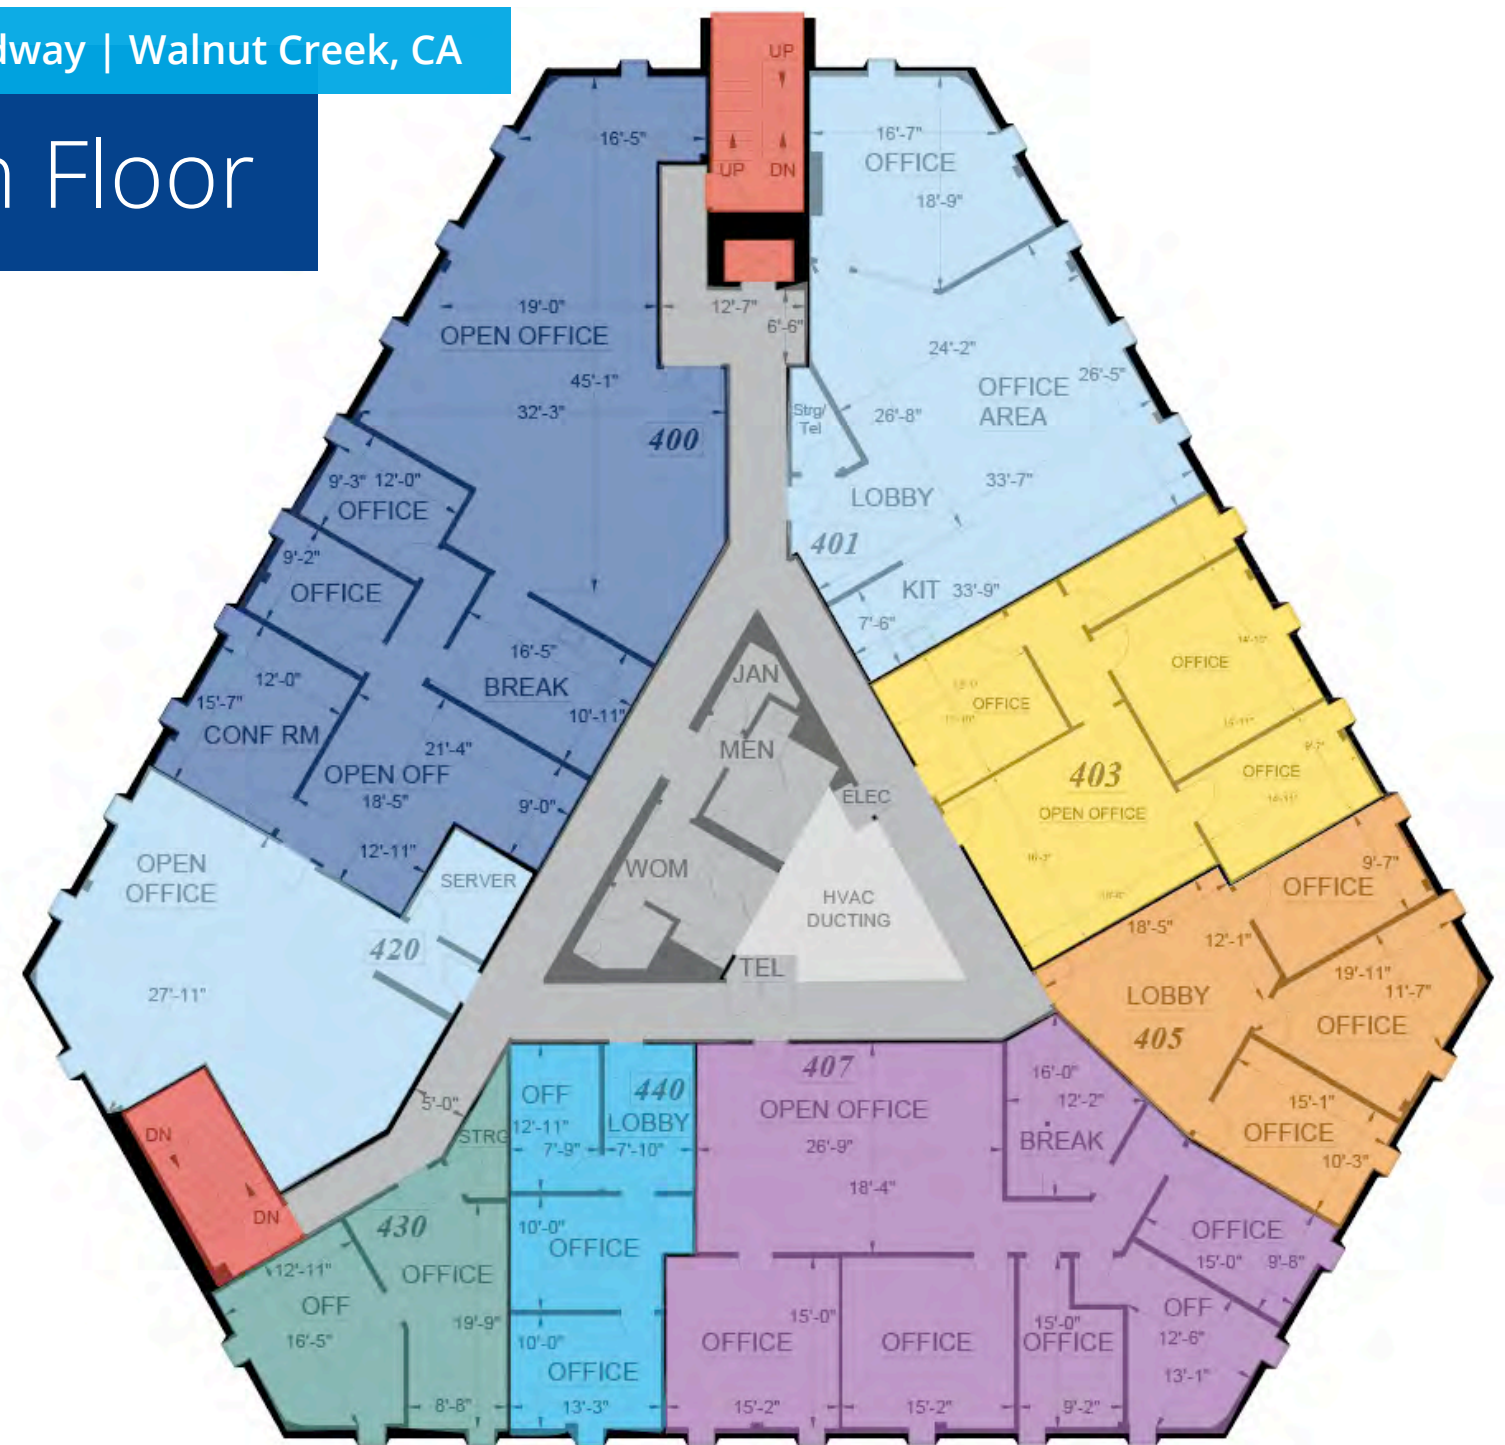 dway | Walnut Creek, CA
h Floor
UP
UP
DN
16'-5"
16'-7"
OFFICE
18'-9"
19'-0"
OPEN OFFICE
12'-7"
6'-6"
45'-1"
32'-3"
400
24'-2"
OFFICE
AREA
26'-5"
Strg/
Tel
26'-8"
33'-7"
LOBBY
401
KIT
33'-9"
7'-6"
9'-3"
12'-0"
OFFICE
9'-2"
OFFICE
16'-5"
BREAK
10'-11"
12'-0"
15'-7"
CONF RM
21'-4"
OPEN OFF
18'-5"
9'-0"
12'-11"
JAN
MEN
ELEC
WOM
HVAC
DUCTING
TEL
OFFICE
OFFICE
403
OPEN OFFICE
OFFICE
OPEN
OFFICE
SERVER
420
27'-11"
9'-7"
OFFICE
18'-5"
12'-1"
19'-11"
11'-7"
LOBBY
OFFICE
405
15'-1"
OFFICE
10'-3"
DN
DN
5'-0"
STRG
430
12'-11"
OFFICE
OFF
16'-5"
19'-9"
8'-8"
OFF
440
LOBBY
12'-11"
7'-9"
7'-10"
10'-0"
OFFICE
10'-0"
OFFICE
13'-3"
407
OPEN OFFICE
26'-9"
18'-4"
16'-0"
12'-2"
BREAK
OFFICE
15'-0"
9'-8"
OFF
12'-6"
13'-1"
15'-0"
OFFICE
15'-2"
OFFICE
15'-2"
15'-0"
OFFICE
9'-2"